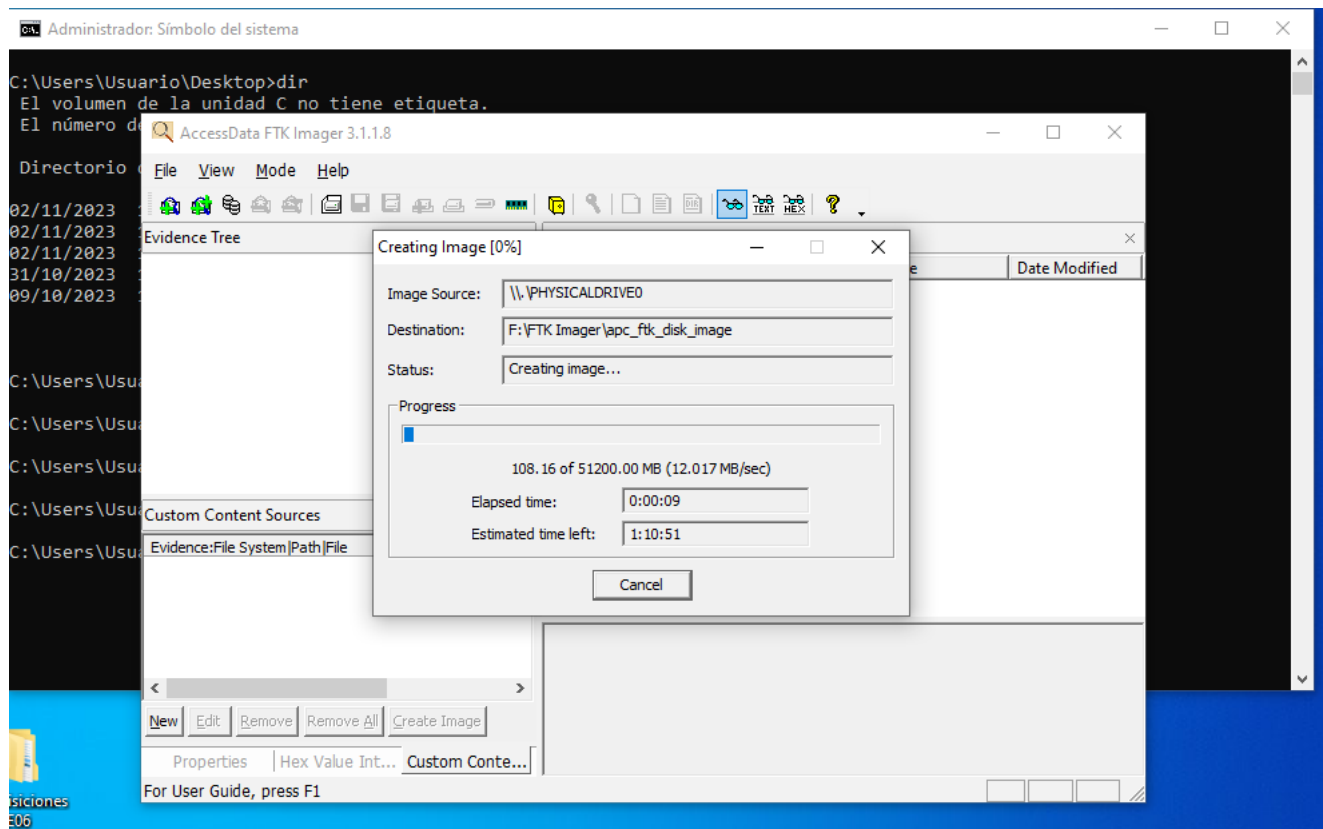 Administrador: Símbolo del sistema
C:\Users\Usuario\Desktop>dir
El volumen de la unidad C no tiene etiqueta.
El número
Directorio
02/11/2023
02/11/2023
02/11/2023
31/10/2023
09/10/2023
C:\Users\Usua
C:\Users\Usua
C:\Users\Usua
C:\Users\Usua
C:\Users\Usua
AccessData FTK Imager 3.1.1.8
File View Mode Help
TEXT HEX
Evidence Tree
Date Modified
Creating Image [0%]
Image Source: \\.\PHYSICALDRIVE0
Destination: F:\FTK Imager\apc_ftk_disk_image
Status: Creating image...
Progress
108.16 of 51200.00 MB (12.017 MB/sec)
Elapsed time: 0:00:09
Estimated time left: 1:10:51
Cancel
Custom Content Sources
Evidence:File System|Path|File
New Edit Remove Remove All Create Image
Properties Hex Value Int... Custom Conte...
For User Guide, press F1
isiciones
E06